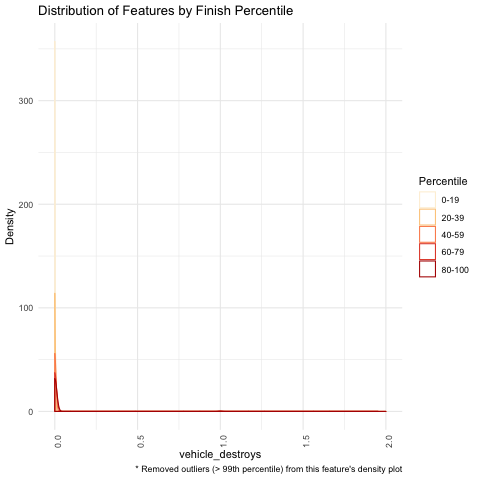 Distribution of Features by Finish Percentile
Density
300
200
100
0
0.0
0.5
1.0
1.5
2.0
vehicle_destroys
* Removed outliers (> 99th percentile) from this feature's density plot
Percentile
0-19
20-39
40-59
60-79
80-100